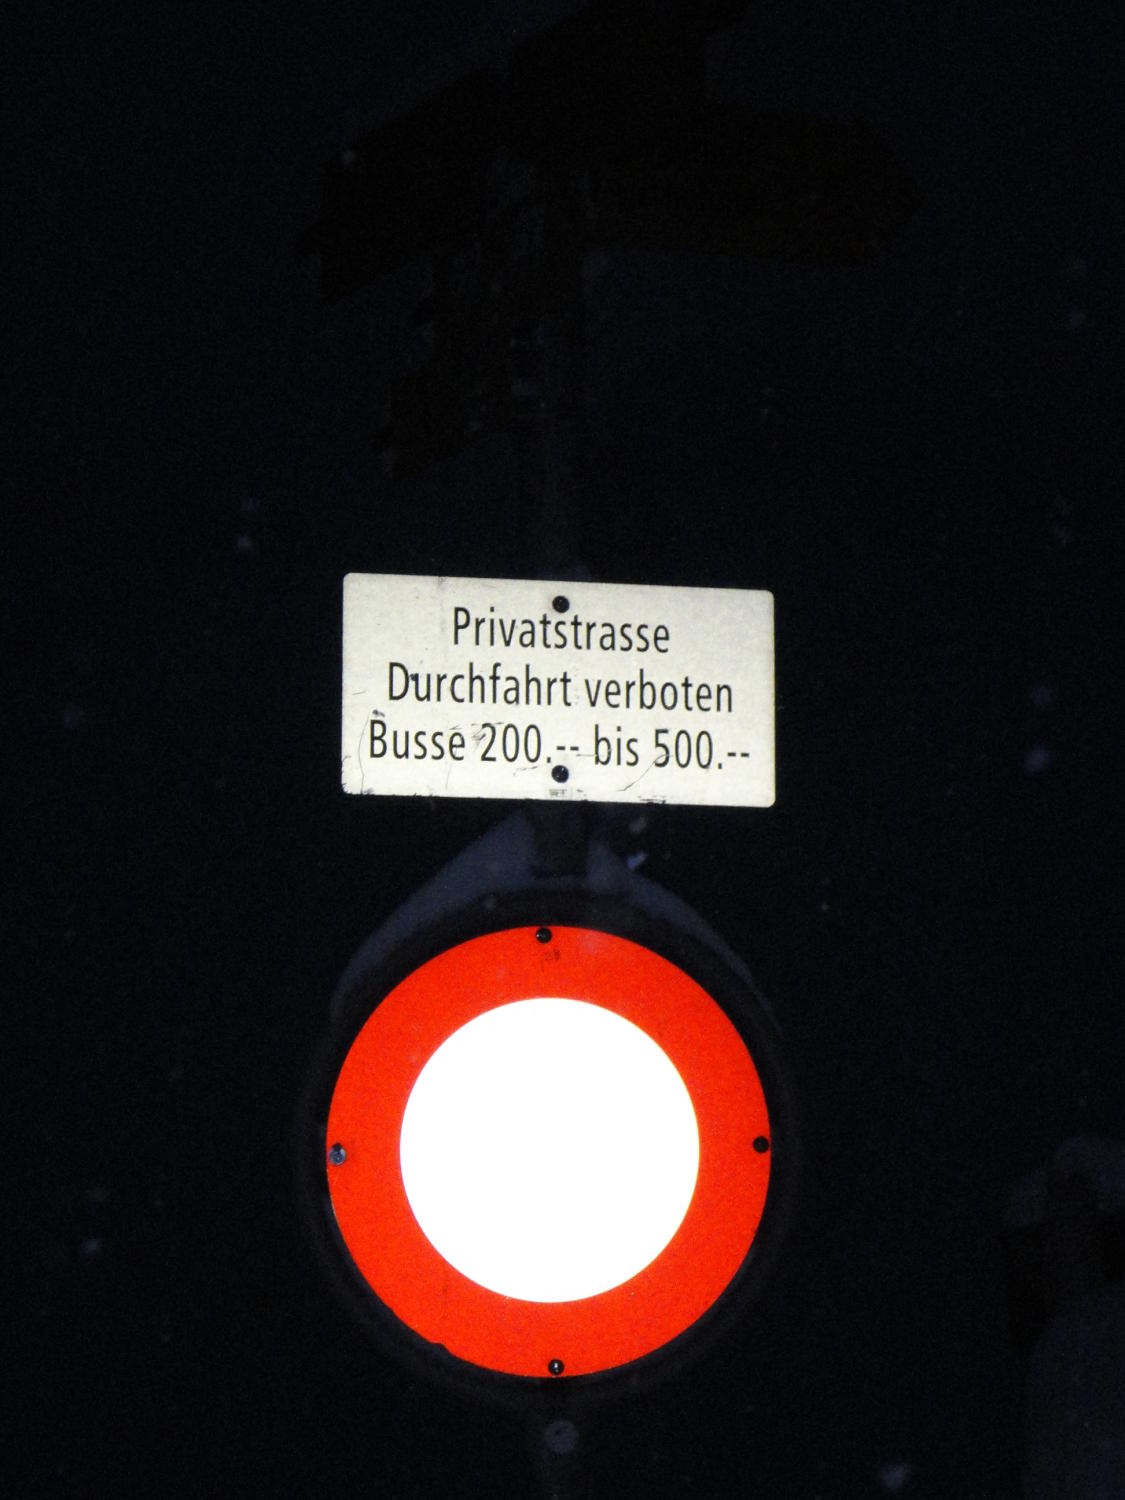 Privatstrasse
Durchfahrt verboten
Busse 200.-- bis 500.--